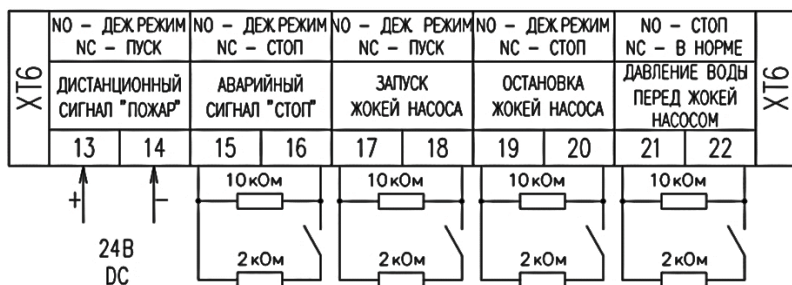 XT6
NO – ДЕЖ.РЕЖИМ
NC – ПУСК
NO – ДЕЖ.РЕЖИМ
NC – СТОП
NO – ДЕЖ. РЕЖИМ
NC – ПУСК
NO – ДЕЖ.РЕЖИМ
NC – СТОП
NO – СТОП
NC – В НОРМЕ
XT6
ДИСТАНЦИОННЫЙ
СИГНАЛ "ПОЖАР"
АВАРИЙНЫЙ
СИГНАЛ "СТОП"
ЗАПУСК
ЖОКЕЙ НАСОСА
ОСТАНОВКА
ЖОКЕЙ НАСОСА
ДАВЛЕНИЕ ВОДЫ
ПЕРЕД ЖОКЕЙ
НАСОСОМ
13 14 15 16 17 18 19 20 21 22
10кОм 10кОм 10кОм 10кОм
+ –
24В
DC
2кОм 2кОм 2кОм 2кОм